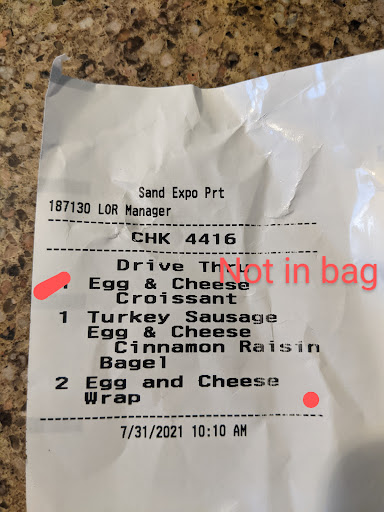 Sand Expo Prt
187130 LOR Manager
CHK 4416
Drive Thru
Not in bag
1 Egg & Cheese
Croissant
1 Turkey Sausage
Egg & Cheese
Cinnamon Raisin
Bagel
2 Egg and Cheese
Wrap
7/31/2021 10:10 AM